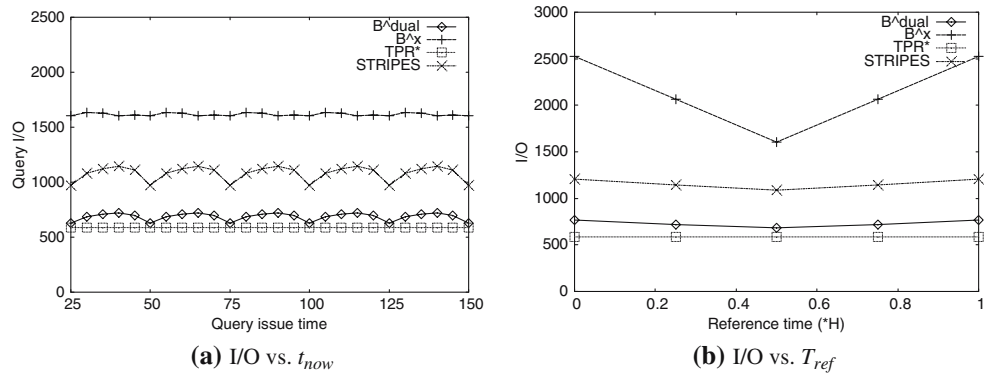 2500
2000
1500
1000
500
0
Query I/O
B^dual
B^x
TPR*
STRIPES
25 50 75 100 125 150
Query issue time
(a) I/O vs. t_now
3000
2500
2000
1500
1000
500
0
I/O
B^dual
B^x
TPR*
STRIPES
0 0.2 0.4 0.6 0.8 1
Reference time (*H)
(b) I/O vs. T_ref